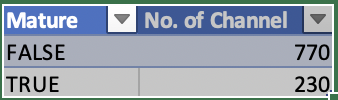 Mature No. of Channel
FALSE 770
TRUE 230